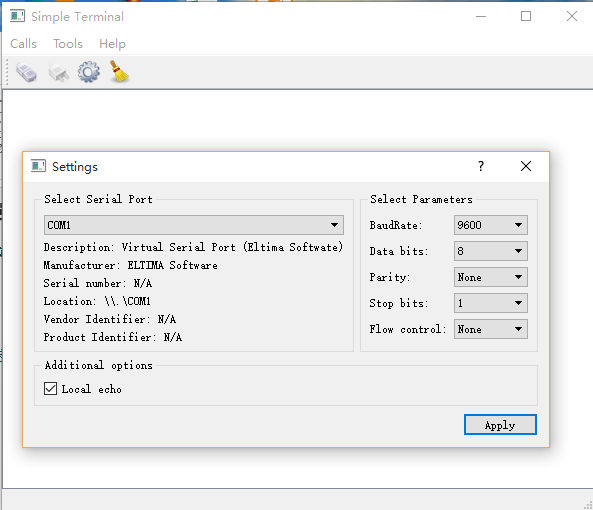 Simple Terminal
Calls Tools Help
Settings
?
Select Serial Port
COM1
Description: Virtual Serial Port (Eltima Softwate)
Manufacturer: ELTIMA Software
Serial number: N/A
Location: \\.\COM1
Vendor Identifier: N/A
Product Identifier: N/A
Select Parameters
BaudRate: 9600
Data bits: 8
Parity: None
Stop bits: 1
Flow control: None
Additional options
Local echo
Apply